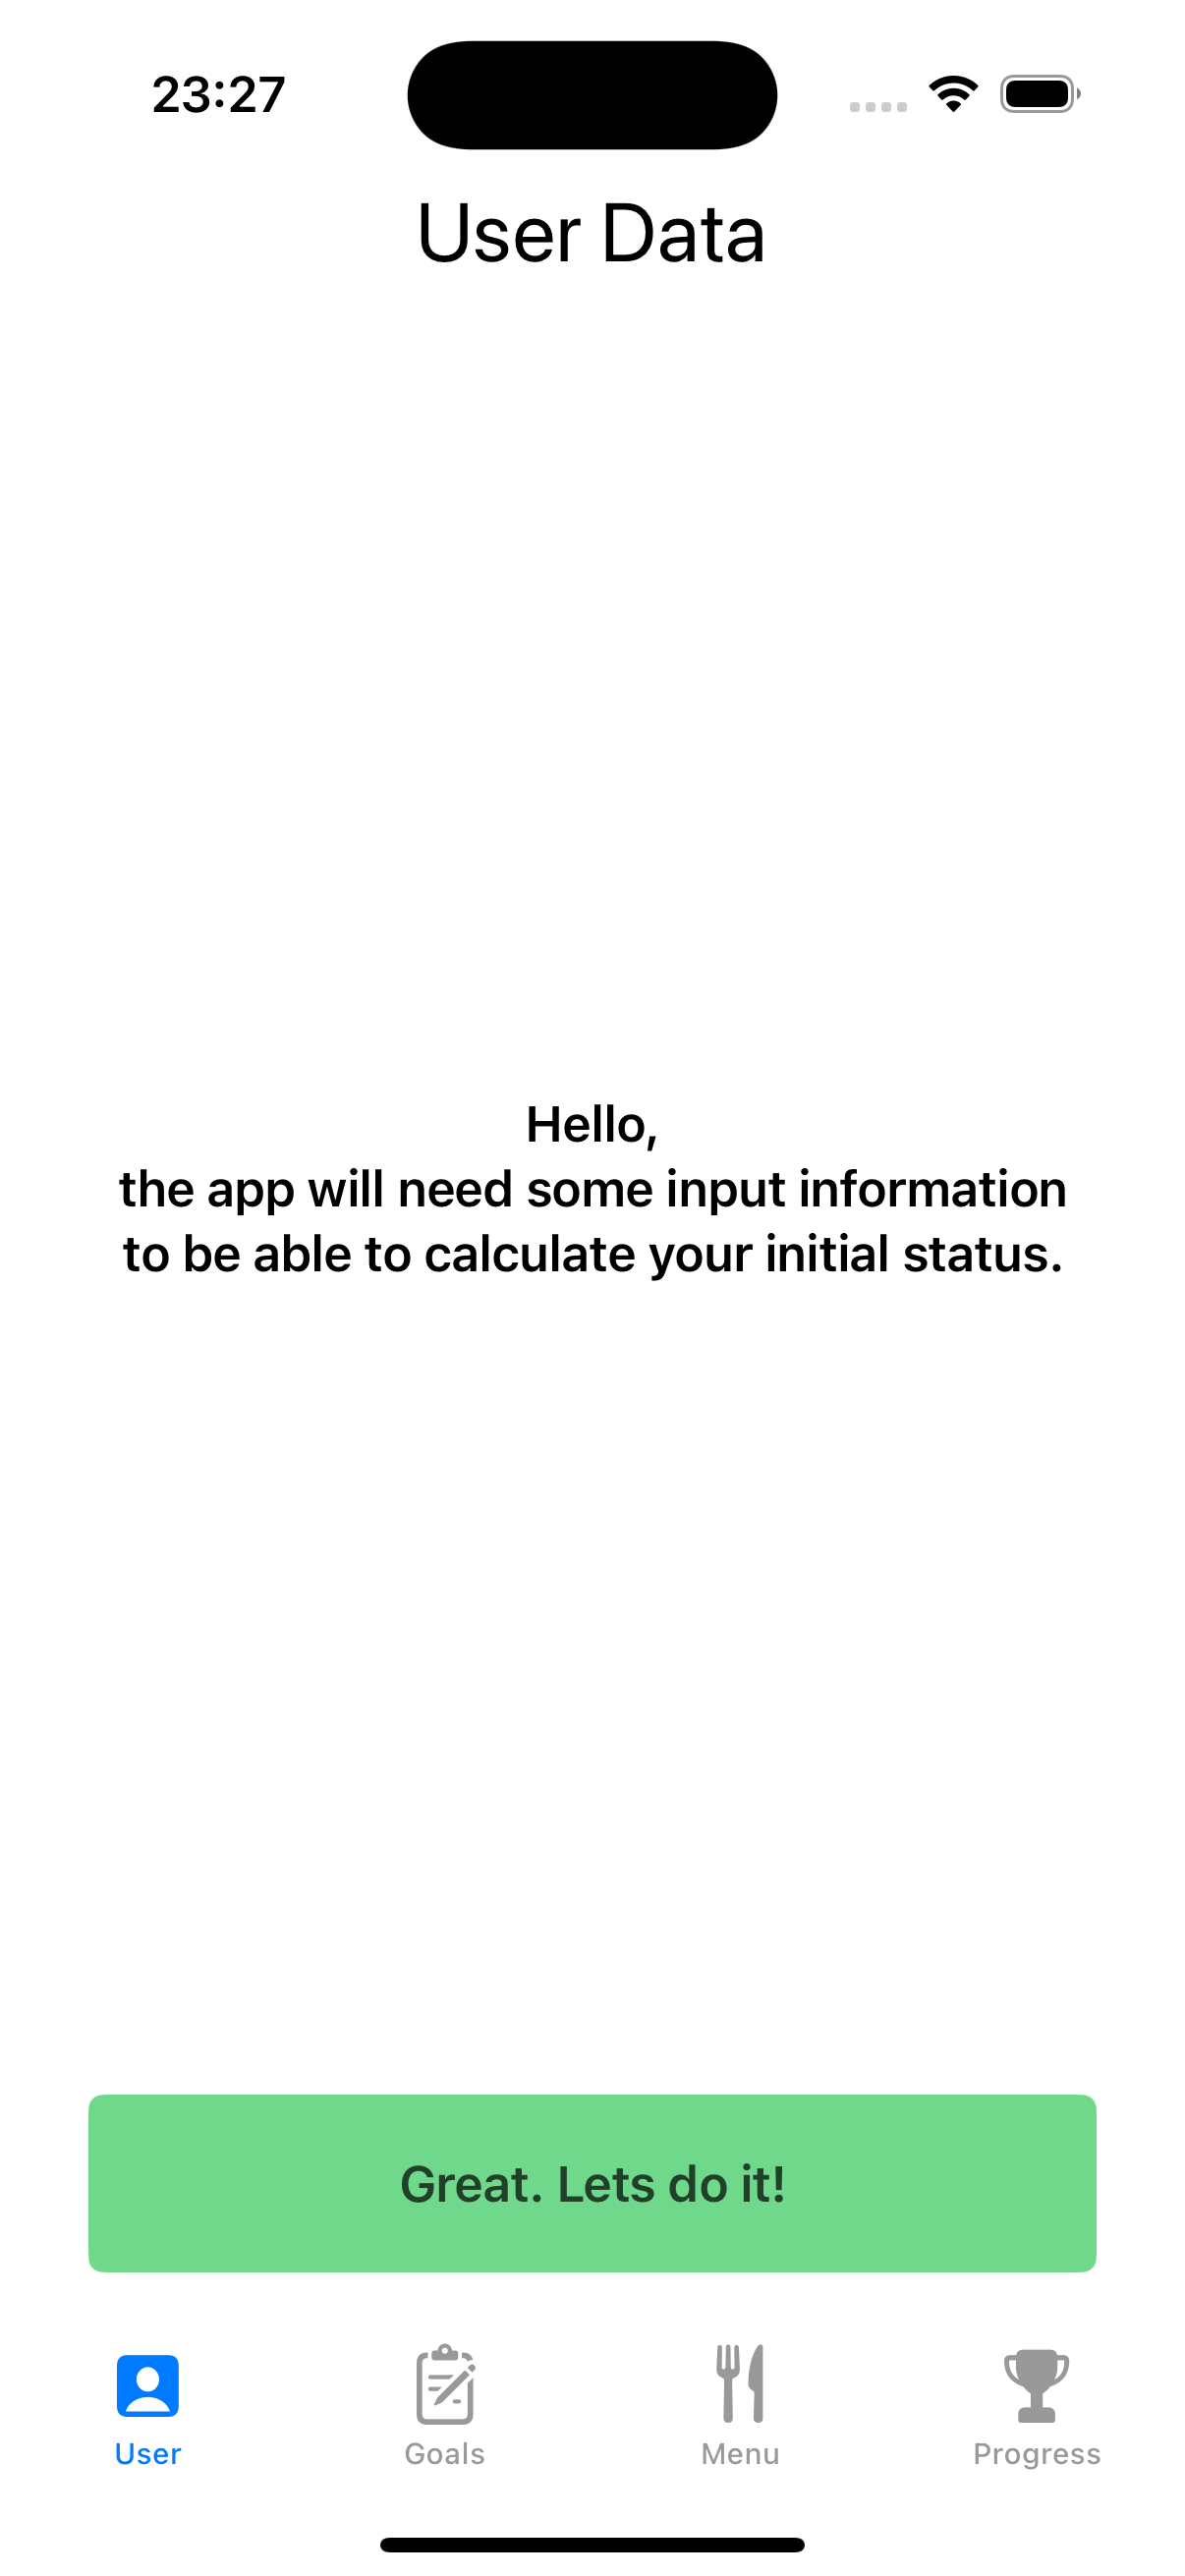 23:27
User Data
Hello,
the app will need some input information
to be able to calculate your initial status.
Great. Lets do it!
User
Goals
Menu
Progress